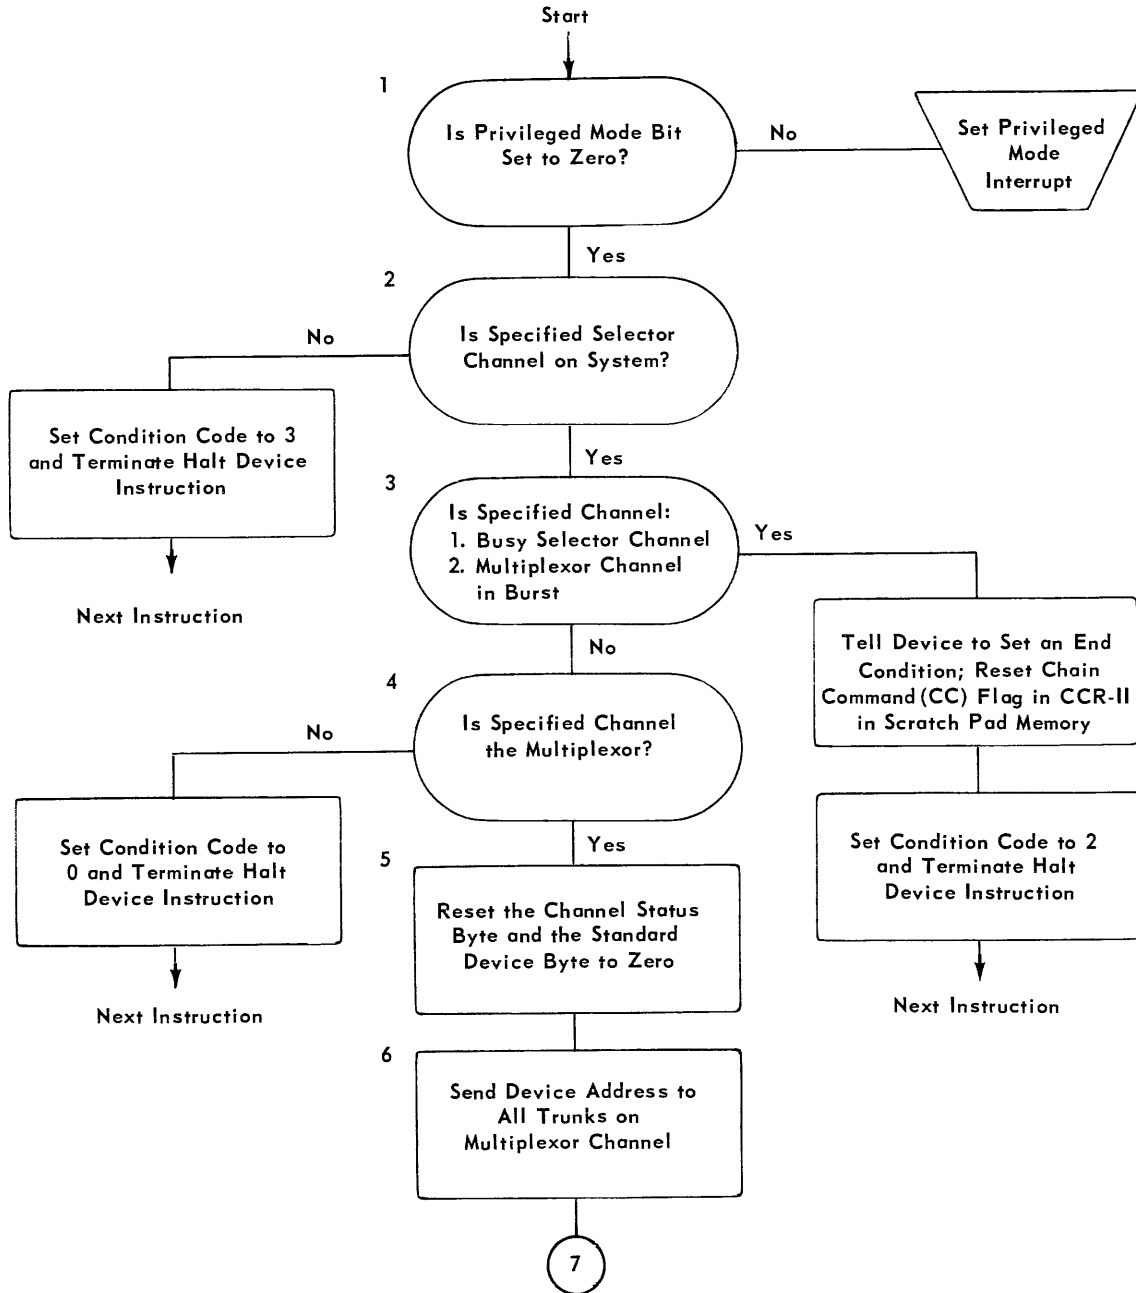 Start
1
Is Privileged Mode Bit
Set to Zero?
No
Set Privileged
Mode
Interrupt
Yes
2
Is Specified Selector
Channel on System?
No
Set Condition Code to 3
and Terminate Halt Device
Instruction
Next Instruction
Yes
3
Is Specified Channel:
1. Busy Selector Channel
2. Multiplexor Channel
in Burst
Yes
Tell Device to Set an End
Condition; Reset Chain
Command (CC) Flag in CCR-II
in Scratch Pad Memory
Set Condition Code to 2
and Terminate Halt
Device Instruction
Next Instruction
No
4
Is Specified Channel
the Multiplexor?
No
Set Condition Code to
0 and Terminate Halt
Device Instruction
Next Instruction
Yes
5
Reset the Channel Status
Byte and the Standard
Device Byte to Zero
6
Send Device Address to
All Trunks on
Multiplexor Channel
7